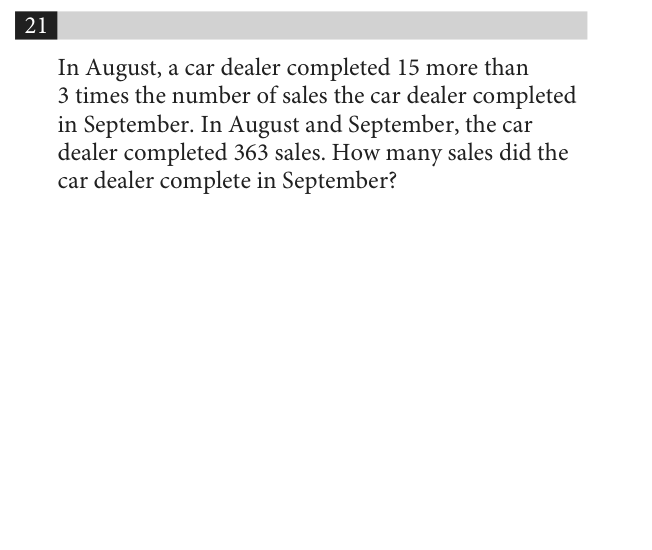 21
In August, a car dealer completed 15 more than
3 times the number of sales the car dealer completed
in September. In August and September, the car
dealer completed 363 sales. How many sales did the
car dealer complete in September?